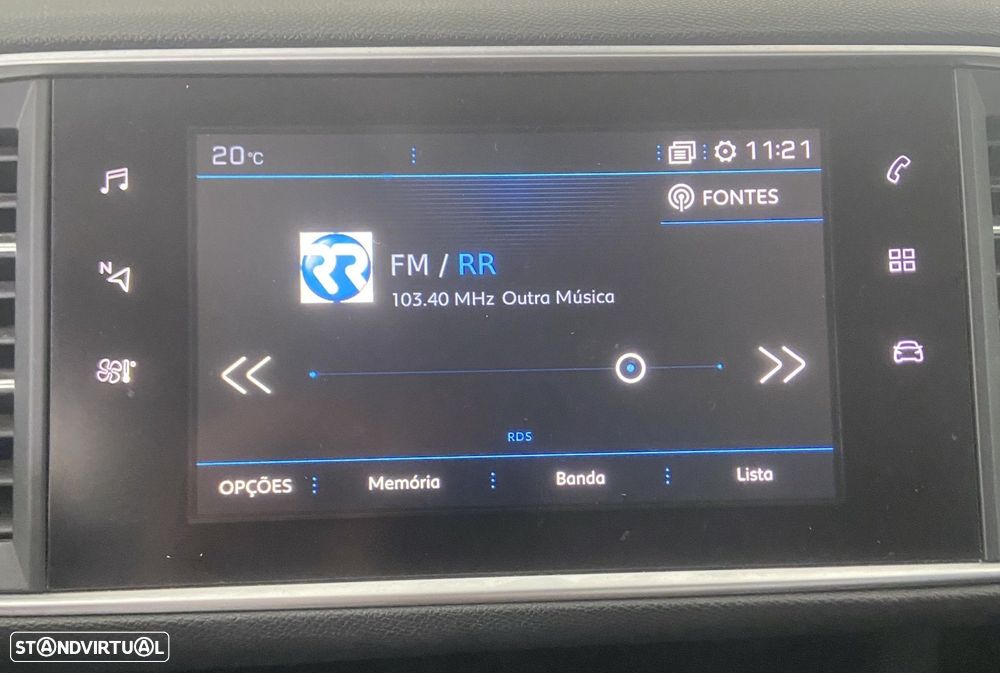 20°C
11:21
FONTES
RR
FM / RR
103.40 MHz Outra Música
N
RDS
OPÇÕES Memória Banda Lista
STANDVIRTUAL